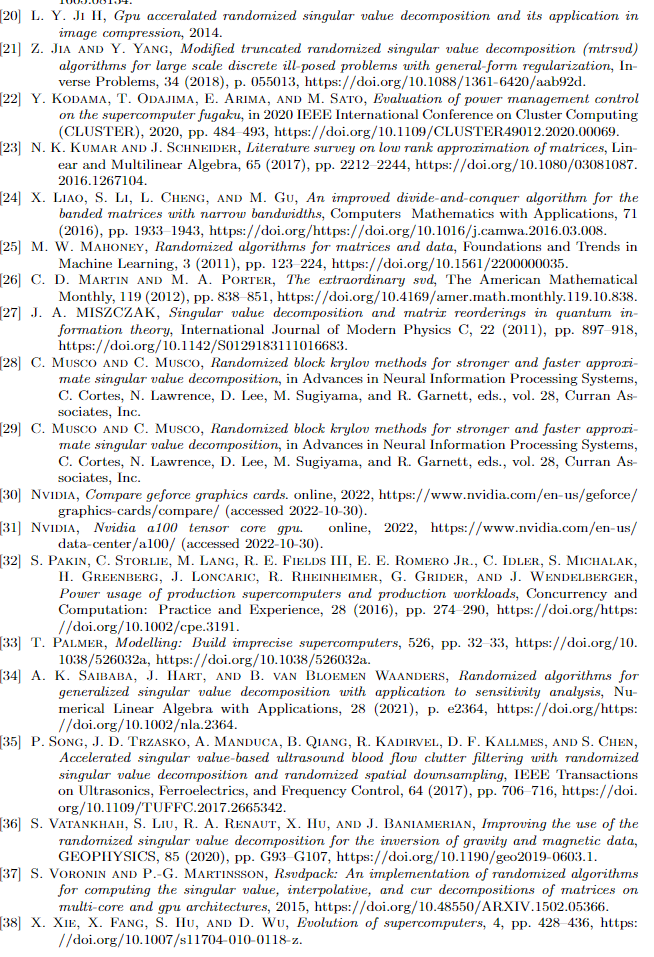 1605.08154.
[20] L. Y. Ji II, Gpu acceralated randomized singular value decomposition and its application in
image compression, 2014.
[21] Z. Jia and Y. Yang, Modified truncated randomized singular value decomposition (mtrsvd)
algorithms for large scale discrete ill-posed problems with general-form regularization, In-
verse Problems, 34 (2018), p. 055013, https://doi.org/10.1088/1361-6420/aab92d.
[22] Y. Kodama, T. Odajima, E. Arima, and M. Sato, Evaluation of power management control
on the supercomputer fugaku, in 2020 IEEE International Conference on Cluster Computing
(CLUSTER), 2020, pp. 484–493, https://doi.org/10.1109/CLUSTER49012.2020.00069.
[23] N. K. Kumar and J. Schneider, Literature survey on low rank approximation of matrices, Lin-
ear and Multilinear Algebra, 65 (2017), pp. 2212–2244, https://doi.org/10.1080/03081087.
2016.1267104.
[24] X. Liao, S. Li, L. Cheng, and M. Gu, An improved divide-and-conquer algorithm for the
banded matrices with narrow bandwidths, Computers Mathematics with Applications, 71
(2016), pp. 1933–1943, https://doi.org/https://doi.org/10.1016/j.camwa.2016.03.008.
[25] M. W. Mahoney, Randomized algorithms for matrices and data, Foundations and Trends in
Machine Learning, 3 (2011), pp. 123–224, https://doi.org/10.1561/2200000035.
[26] C. D. Martin and M. A. Porter, The extraordinary svd, The American Mathematical
Monthly, 119 (2012), pp. 838–851, https://doi.org/10.4169/amer.math.monthly.119.10.838.
[27] J. A. MISZCZAK, Singular value decomposition and matrix reorderings in quantum in-
formation theory, International Journal of Modern Physics C, 22 (2011), pp. 897–918,
https://doi.org/10.1142/S0129183111016683.
[28] C. Musco and C. Musco, Randomized block krylov methods for stronger and faster approxi-
mate singular value decomposition, in Advances in Neural Information Processing Systems,
C. Cortes, N. Lawrence, D. Lee, M. Sugiyama, and R. Garnett, eds., vol. 28, Curran As-
sociates, Inc.
[29] C. Musco and C. Musco, Randomized block krylov methods for stronger and faster approxi-
mate singular value decomposition, in Advances in Neural Information Processing Systems,
C. Cortes, N. Lawrence, D. Lee, M. Sugiyama, and R. Garnett, eds., vol. 28, Curran As-
sociates, Inc.
[30] Nvidia, Compare geforce graphics cards. online, 2022, https://www.nvidia.com/en-us/geforce/
graphics-cards/compare/ (accessed 2022-10-30).
[31] Nvidia, Nvidia a100 tensor core gpu. online, 2022, https://www.nvidia.com/en-us/
data-center/a100/ (accessed 2022-10-30).
[32] S. Pakin, C. Storlie, M. Lang, R. E. Fields III, E. E. Romero Jr., C. Idler, S. Michalak,
H. Greenberg, J. Loncaric, R. Rheinheimer, G. Grider, and J. Wendelberger,
Power usage of production supercomputers and production workloads, Concurrency and
Computation: Practice and Experience, 28 (2016), pp. 274–290, https://doi.org/https:
//doi.org/10.1002/cpe.3191.
[33] T. Palmer, Modelling: Build imprecise supercomputers, 526, pp. 32–33, https://doi.org/10.
1038/526032a, https://doi.org/10.1038/526032a.
[34] A. K. Saibaba, J. Hart, and B. van Bloemen Waanders, Randomized algorithms for
generalized singular value decomposition with application to sensitivity analysis, Nu-
merical Linear Algebra with Applications, 28 (2021), p. e2364, https://doi.org/https:
//doi.org/10.1002/nla.2364.
[35] P. Song, J. D. Trzasko, A. Manduca, B. Qiang, R. Kadirvel, D. F. Kallmes, and S. Chen,
Accelerated singular value-based ultrasound blood flow clutter filtering with randomized
singular value decomposition and randomized spatial downsampling, IEEE Transactions
on Ultrasonics, Ferroelectrics, and Frequency Control, 64 (2017), pp. 706–716, https://doi.
org/10.1109/TUFFC.2017.2665342.
[36] S. Vatankhah, S. Liu, R. A. Renaut, X. Hu, and J. Baniamerian, Improving the use of the
randomized singular value decomposition for the inversion of gravity and magnetic data,
GEOPHYSICS, 85 (2020), pp. G93–G107, https://doi.org/10.1190/geo2019-0603.1.
[37] S. Voronin and P.-G. Martinsson, Rsvdpack: An implementation of randomized algorithms
for computing the singular value, interpolative, and cur decompositions of matrices on
multi-core and gpu architectures, 2015, https://doi.org/10.48550/ARXIV.1502.05366.
[38] X. Xie, X. Fang, S. Hu, and D. Wu, Evolution of supercomputers, 4, pp. 428–436, https:
//doi.org/10.1007/s11704-010-0118-z.